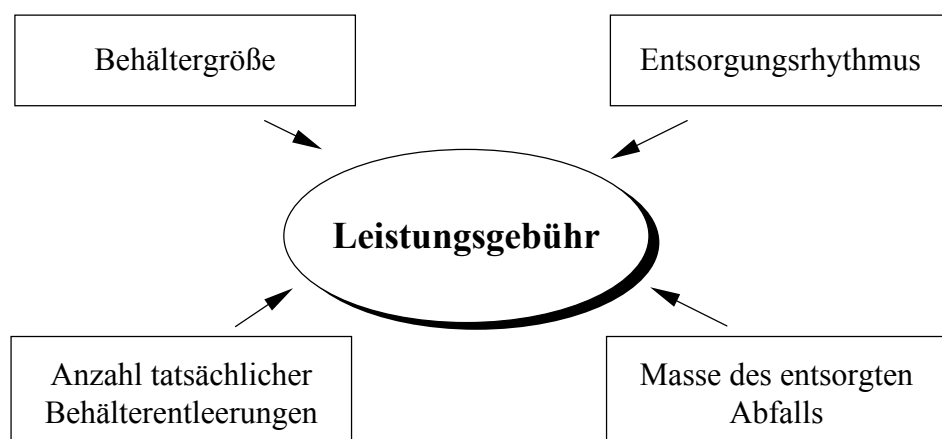 Behältergröße
Entsorgungsrhythmus
Leistungsgebühr
Anzahl tatsächlicher
Behälterentleerungen
Masse des entsorgten
Abfalls